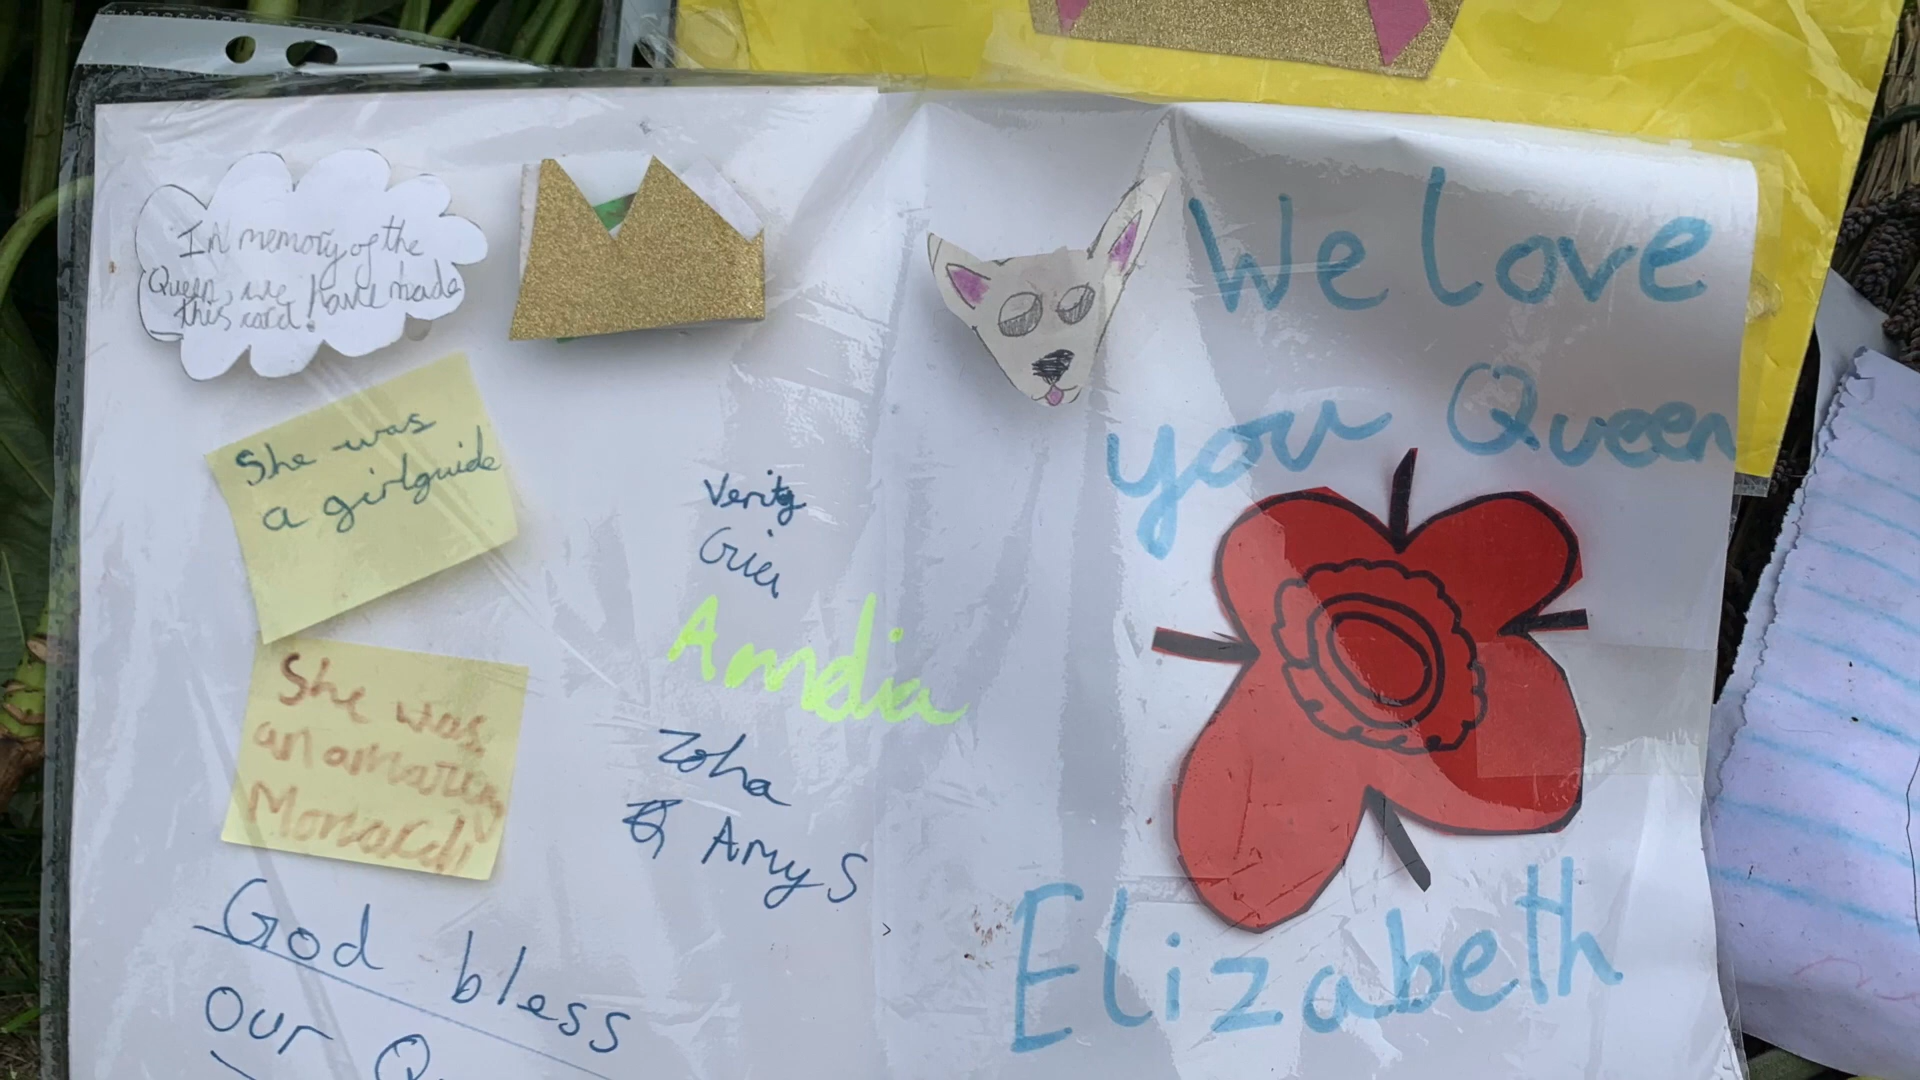 In memory of the
Queen, we have made
this card!
She was
a girlguide
She was
an amazing
Monarch!
Verity
Amelia
Zoha
Amy S
God bless
Our
We love
you Queen
Elizabeth